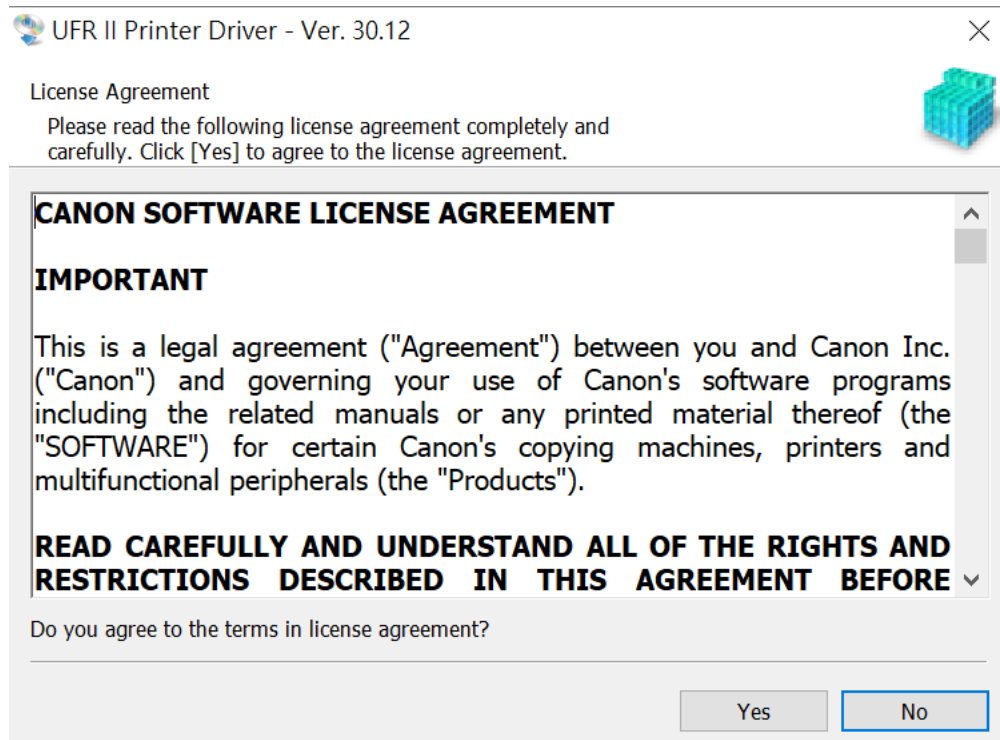 UFR II Printer Driver - Ver. 30.12
License Agreement
Please read the following license agreement completely and
carefully. Click [Yes] to agree to the license agreement.
CANON SOFTWARE LICENSE AGREEMENT
IMPORTANT
This is a legal agreement ("Agreement") between you and Canon Inc.
("Canon") and governing your use of Canon's software programs
including the related manuals or any printed material thereof (the
"SOFTWARE") for certain Canon's copying machines, printers and
multifunctional peripherals (the "Products").
READ CAREFULLY AND UNDERSTAND ALL OF THE RIGHTS AND
RESTRICTIONS DESCRIBED IN THIS AGREEMENT BEFORE
Do you agree to the terms in license agreement?
Yes
No